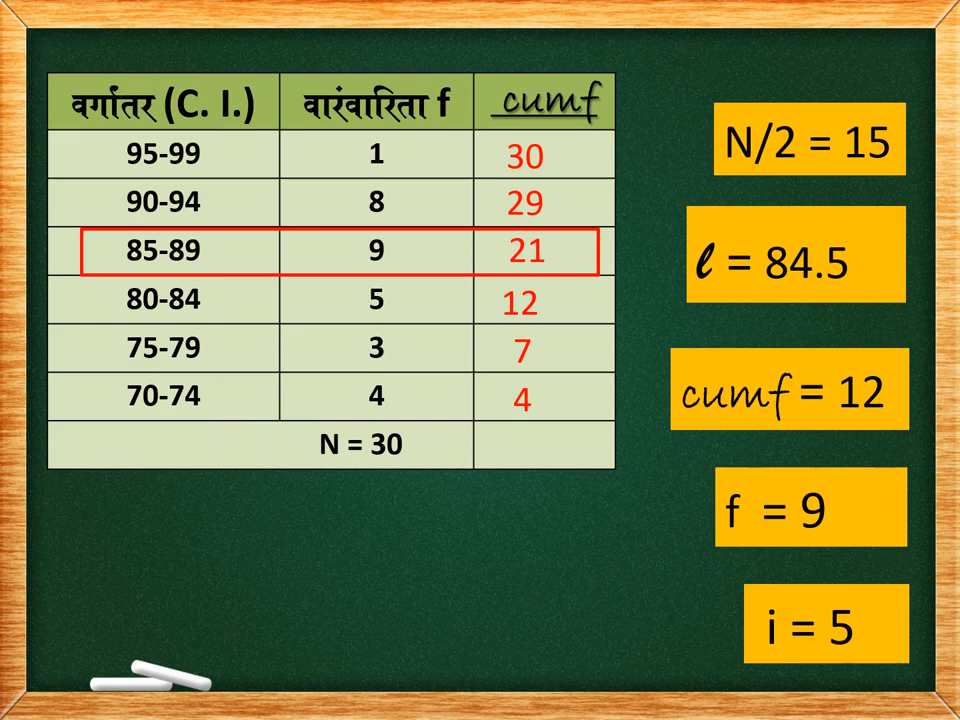 वर्गांतर (C. I.) वारंवारिता f cumf
95-99 1 30
90-94 8 29
85-89 9 21
80-84 5 12
75-79 3 7
70-74 4 4
N = 30
N/2 = 15
ℓ = 84.5
cumf = 12
f = 9
i = 5